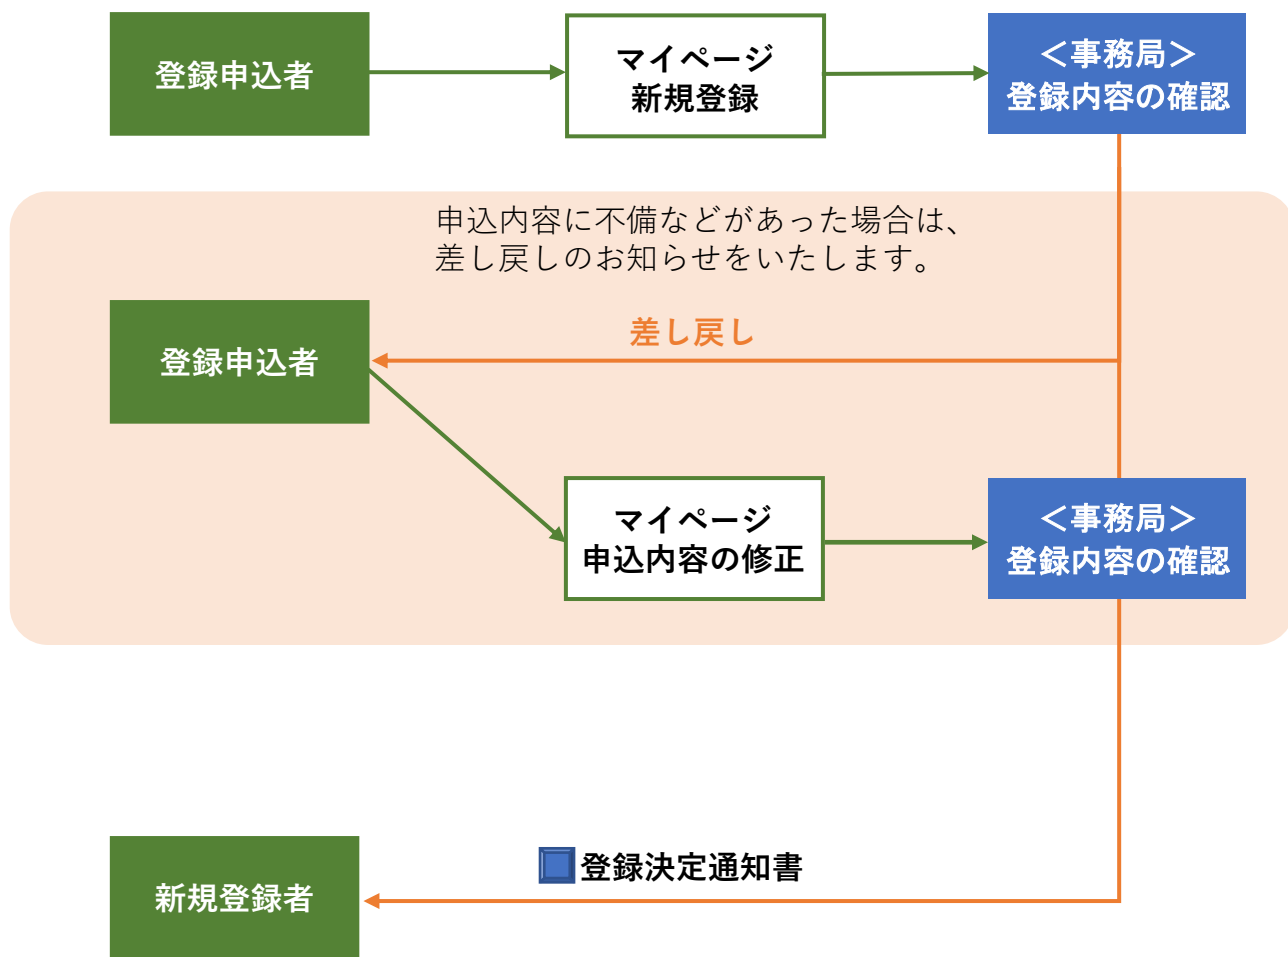 登録申込者
マイページ
新規登録
＜事務局＞
登録内容の確認
申込内容に不備などがあった場合は、
差し戻しのお知らせをいたします。
差し戻し
登録申込者
マイページ
申込内容の修正
＜事務局＞
登録内容の確認
登録決定通知書
新規登録者